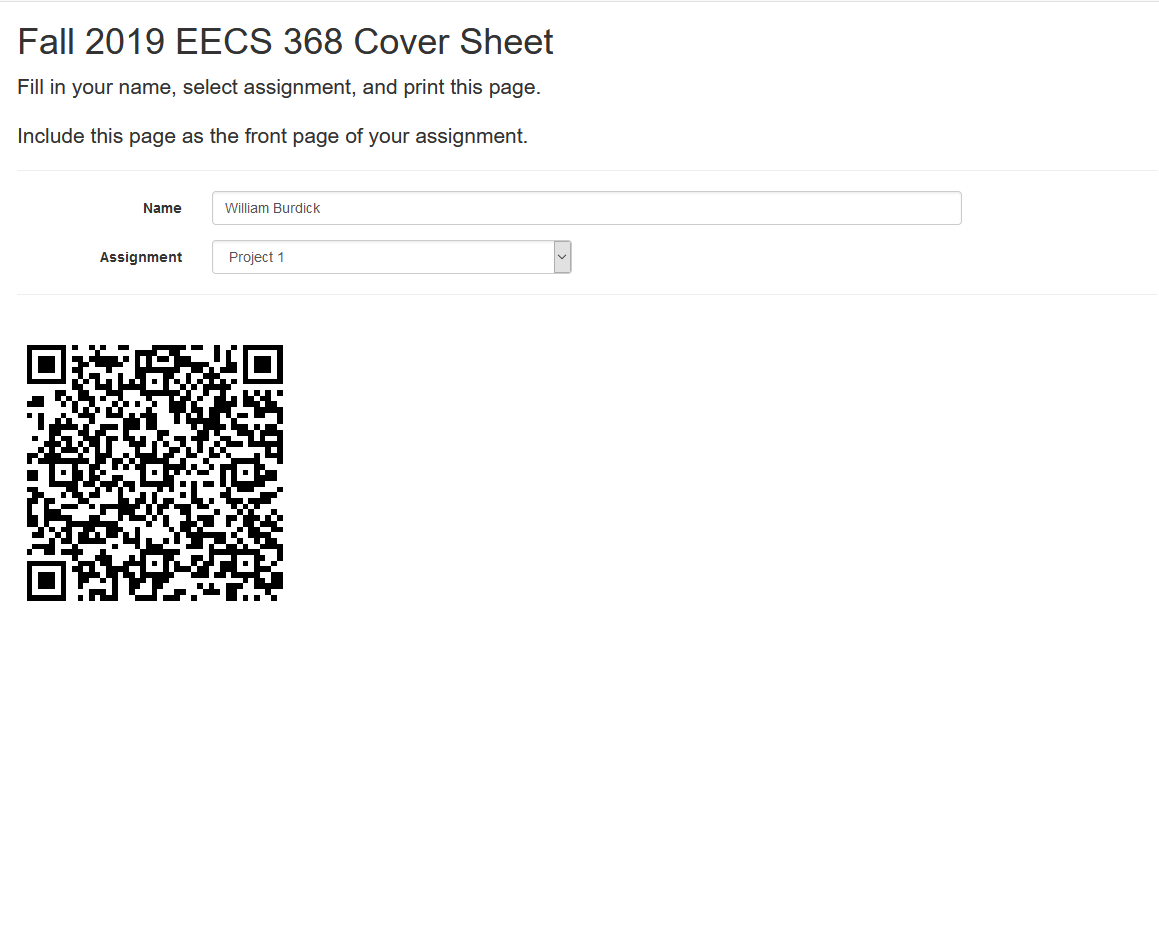 Fall 2019 EECS 368 Cover Sheet
Fill in your name, select assignment, and print this page.
Include this page as the front page of your assignment.
Name William Burdick
Assignment Project 1